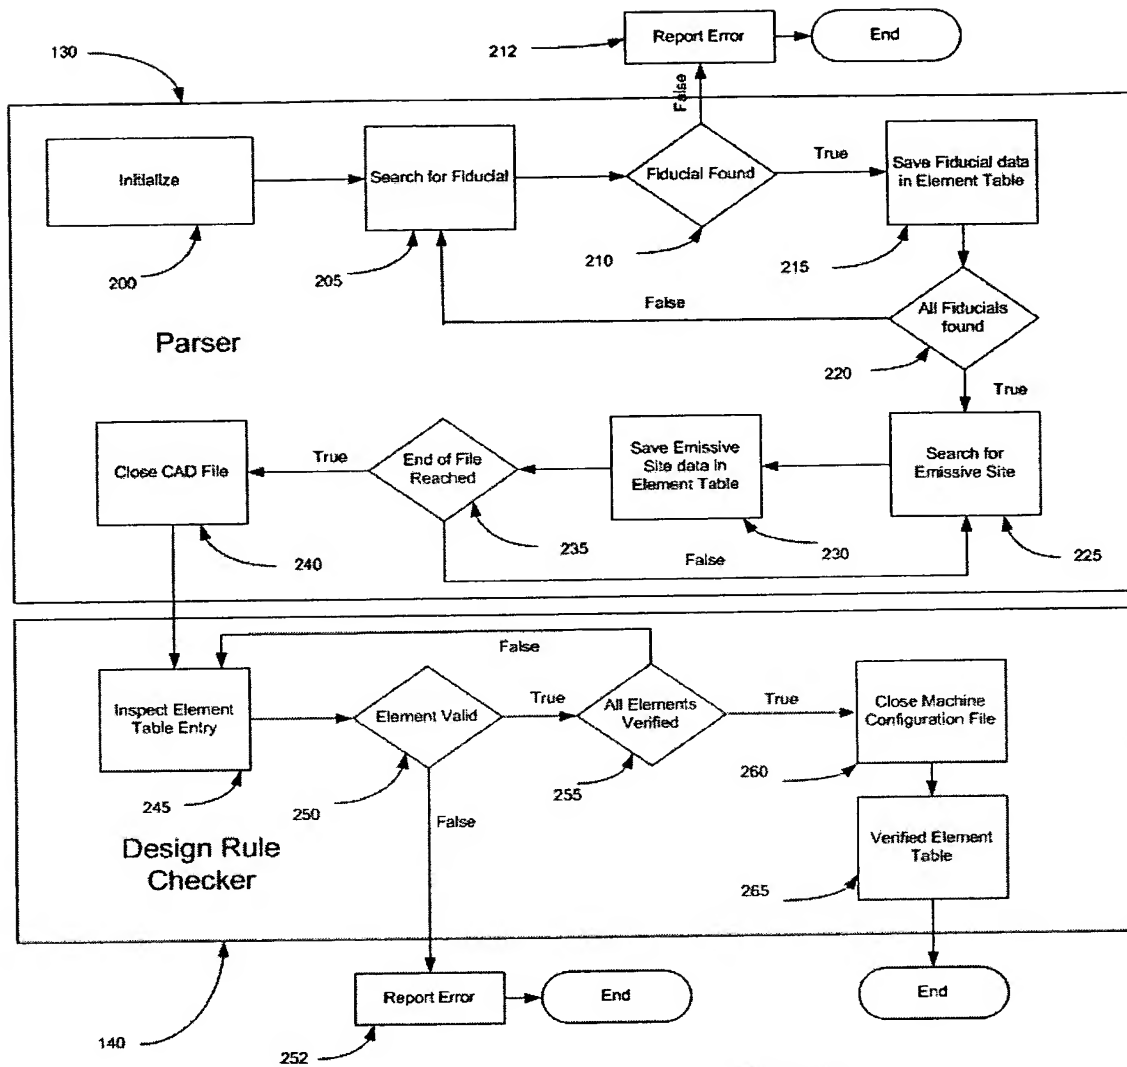 Report Error
End
212
130
False
Initialize
Search for Fiducial
Fiducial Found
True
Save Fiducial data
in Element Table
200
205
210
215
False
All Fiducials
found
Parser
220
True
Close CAD File
True
End of File
Reached
Save Emissive
Site data in
Element Table
Search for
Emissive Site
240
235
230
225
False
False
Inspect Element
Table Entry
Element Valid
True
All Elements
Verified
True
Close Machine
Configuration File
245
250
255
260
False
Design Rule
Checker
Verified Element
Table
265
Report Error
End
End
140
252